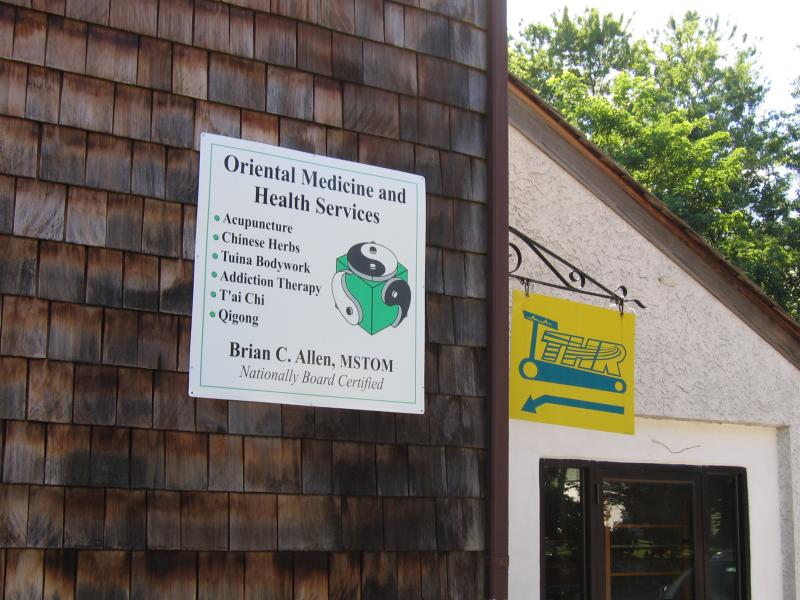 Oriental Medicine and
Health Services
Acupuncture
Chinese Herbs
Tuina Bodywork
Addiction Therapy
T'ai Chi
Qigong
Brian C. Allen, MSTOM
Nationally Board Certified
THR